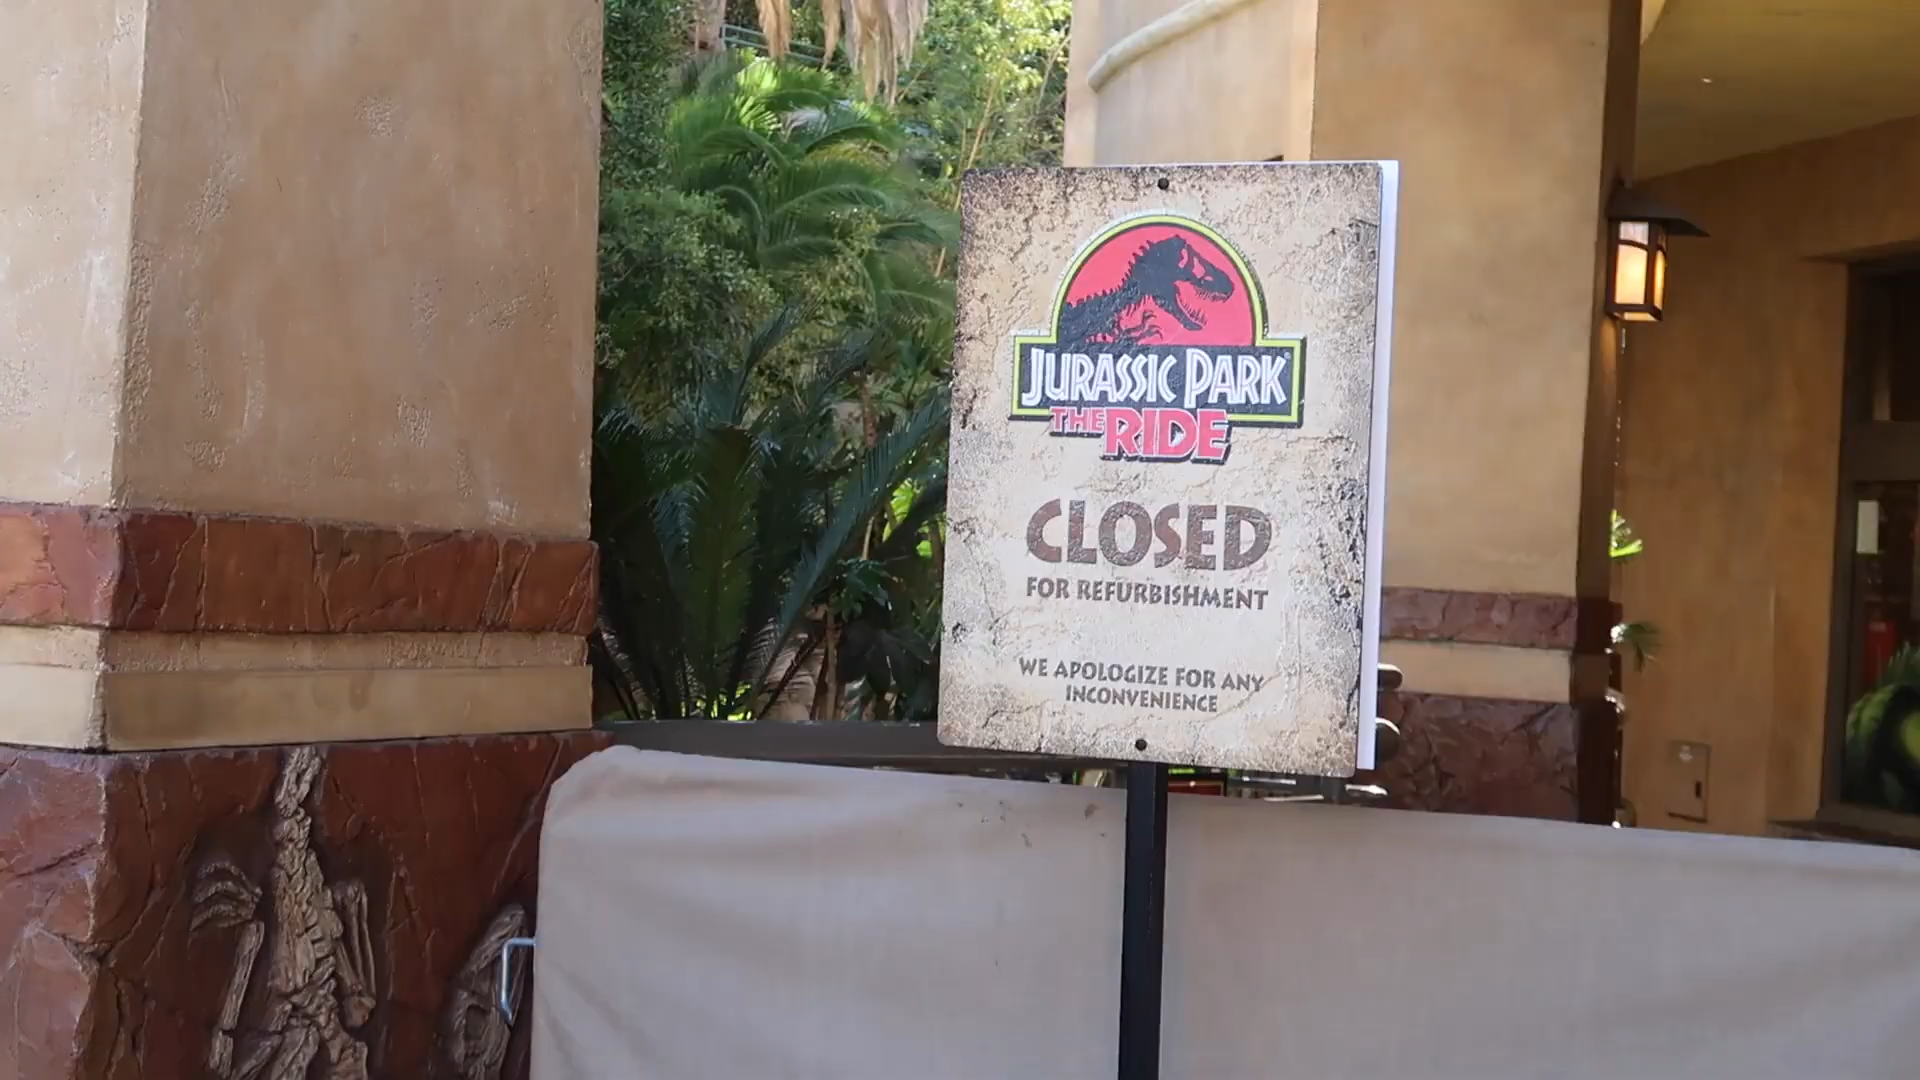 JURASSIC PARK
THE RIDE
CLOSED
FOR REFURBISHMENT
WE APOLOGIZE FOR ANY
INCONVENIENCE